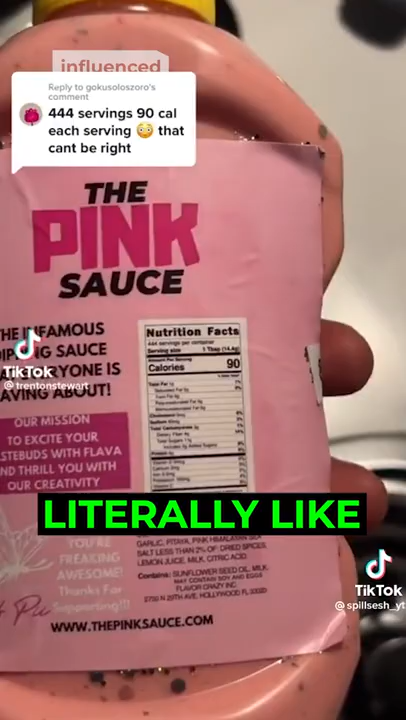 influenced
Reply to gokusoloszoro's
comment
444 servings 90 cal
each serving 😳 that
cant be right
THE
PINK
SAUCE
THE INFAMOUS
SAUCE
IS
ABOUT!
TikTok
@trentonstewart
OUR MISSION
TO EXCITE YOUR
WITH FLAVA
AND THRILL YOU WITH
OUR CREATIVITY
Nutrition Facts
444 servings per container
Serving size 1 Tbsp (14.4g)
Calories 90
LITERALLY LIKE
YOU'RE
FREAKING
AWESOME!
Thanks For
Supporting!!!
GARLIC, PITAYA, PINK HIMALAYAN SEA
SALT LESS THAN 2% OF: DRIED SPICES,
LEMON JUICE, MILK, CITRIC ACID.
Contains: SUNFLOWER SEED OIL, MILK.
MAY CONTAIN SOY AND EGGS
FLAVOR CRAZY INC.
HOLLYWOOD FL
WWW.THEPINKSAUCE.COM
TikTok
@spillsesh_yt